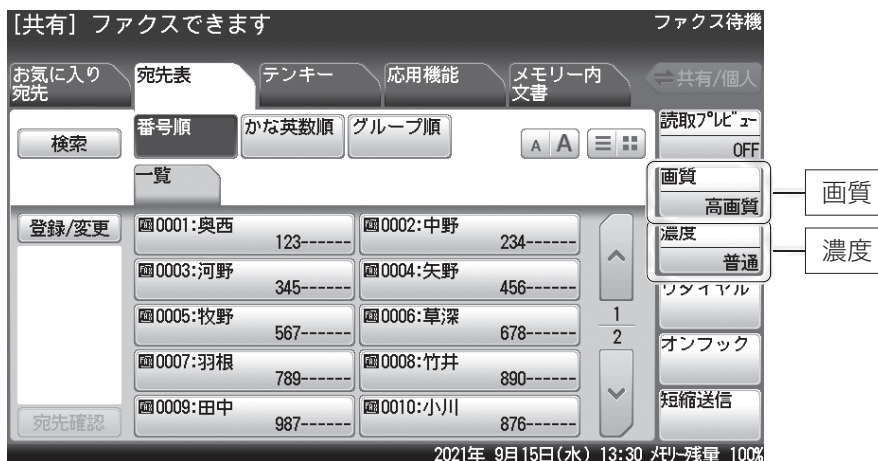 [共有] ファクスできます
ファクス待機
お気に入り
宛先
宛先表
テンキー
応用機能
メモリー内
文書
共有/個人
検索
番号順
かな英数順
グループ順
A A
読取プレビュー
OFF
一覧
画質
高画質
画質
登録/変更
0001:奥西
123------
0002:中野
234------
濃度
普通
濃度
0003:河野
345------
0004:矢野
456------
リダイヤル
0005:牧野
567------
0006:草深
678------
1
2
オンフック
0007:羽根
789------
0008:竹井
890------
0009:田中
987------
0010:小川
876------
短縮送信
宛先確認
2021年 9月15日(水) 13:30 メモリー残量 100%